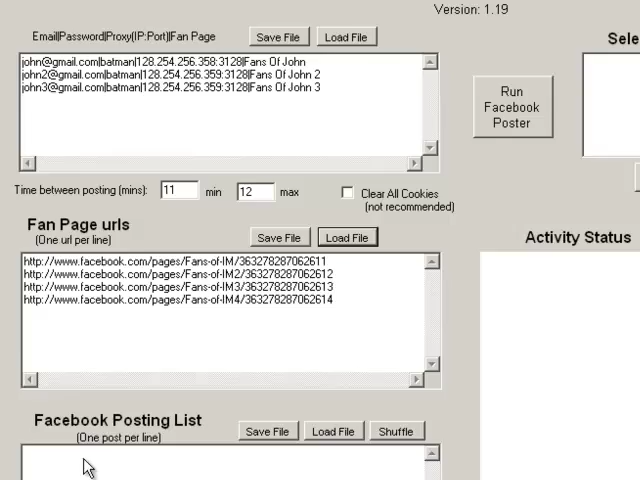 Version: 1.19
Email|Password|Proxy(IP:Port)|Fan Page
Save File
Load File
john@gmail.com|batman|128.254.256.358:3128|Fans Of John
john2@gmail.com|batman|128.254.256.359:3128|Fans Of John 2
john3@gmail.com|batman|128.254.256.359:3128|Fans Of John 3
Run
Facebook
Poster
Time between posting (mins): 11 min 12 max
Clear All Cookies
(not recommended)
Fan Page urls
(One url per line)
Save File
Load File
Activity Status
http://www.facebook.com/pages/Fans-of-IM/363278287062611
http://www.facebook.com/pages/Fans-of-IM2/363278287062612
http://www.facebook.com/pages/Fans-of-IM3/363278287062613
http://www.facebook.com/pages/Fans-of-IM4/363278287062614
Facebook Posting List
(One post per line)
Save File
Load File
Shuffle